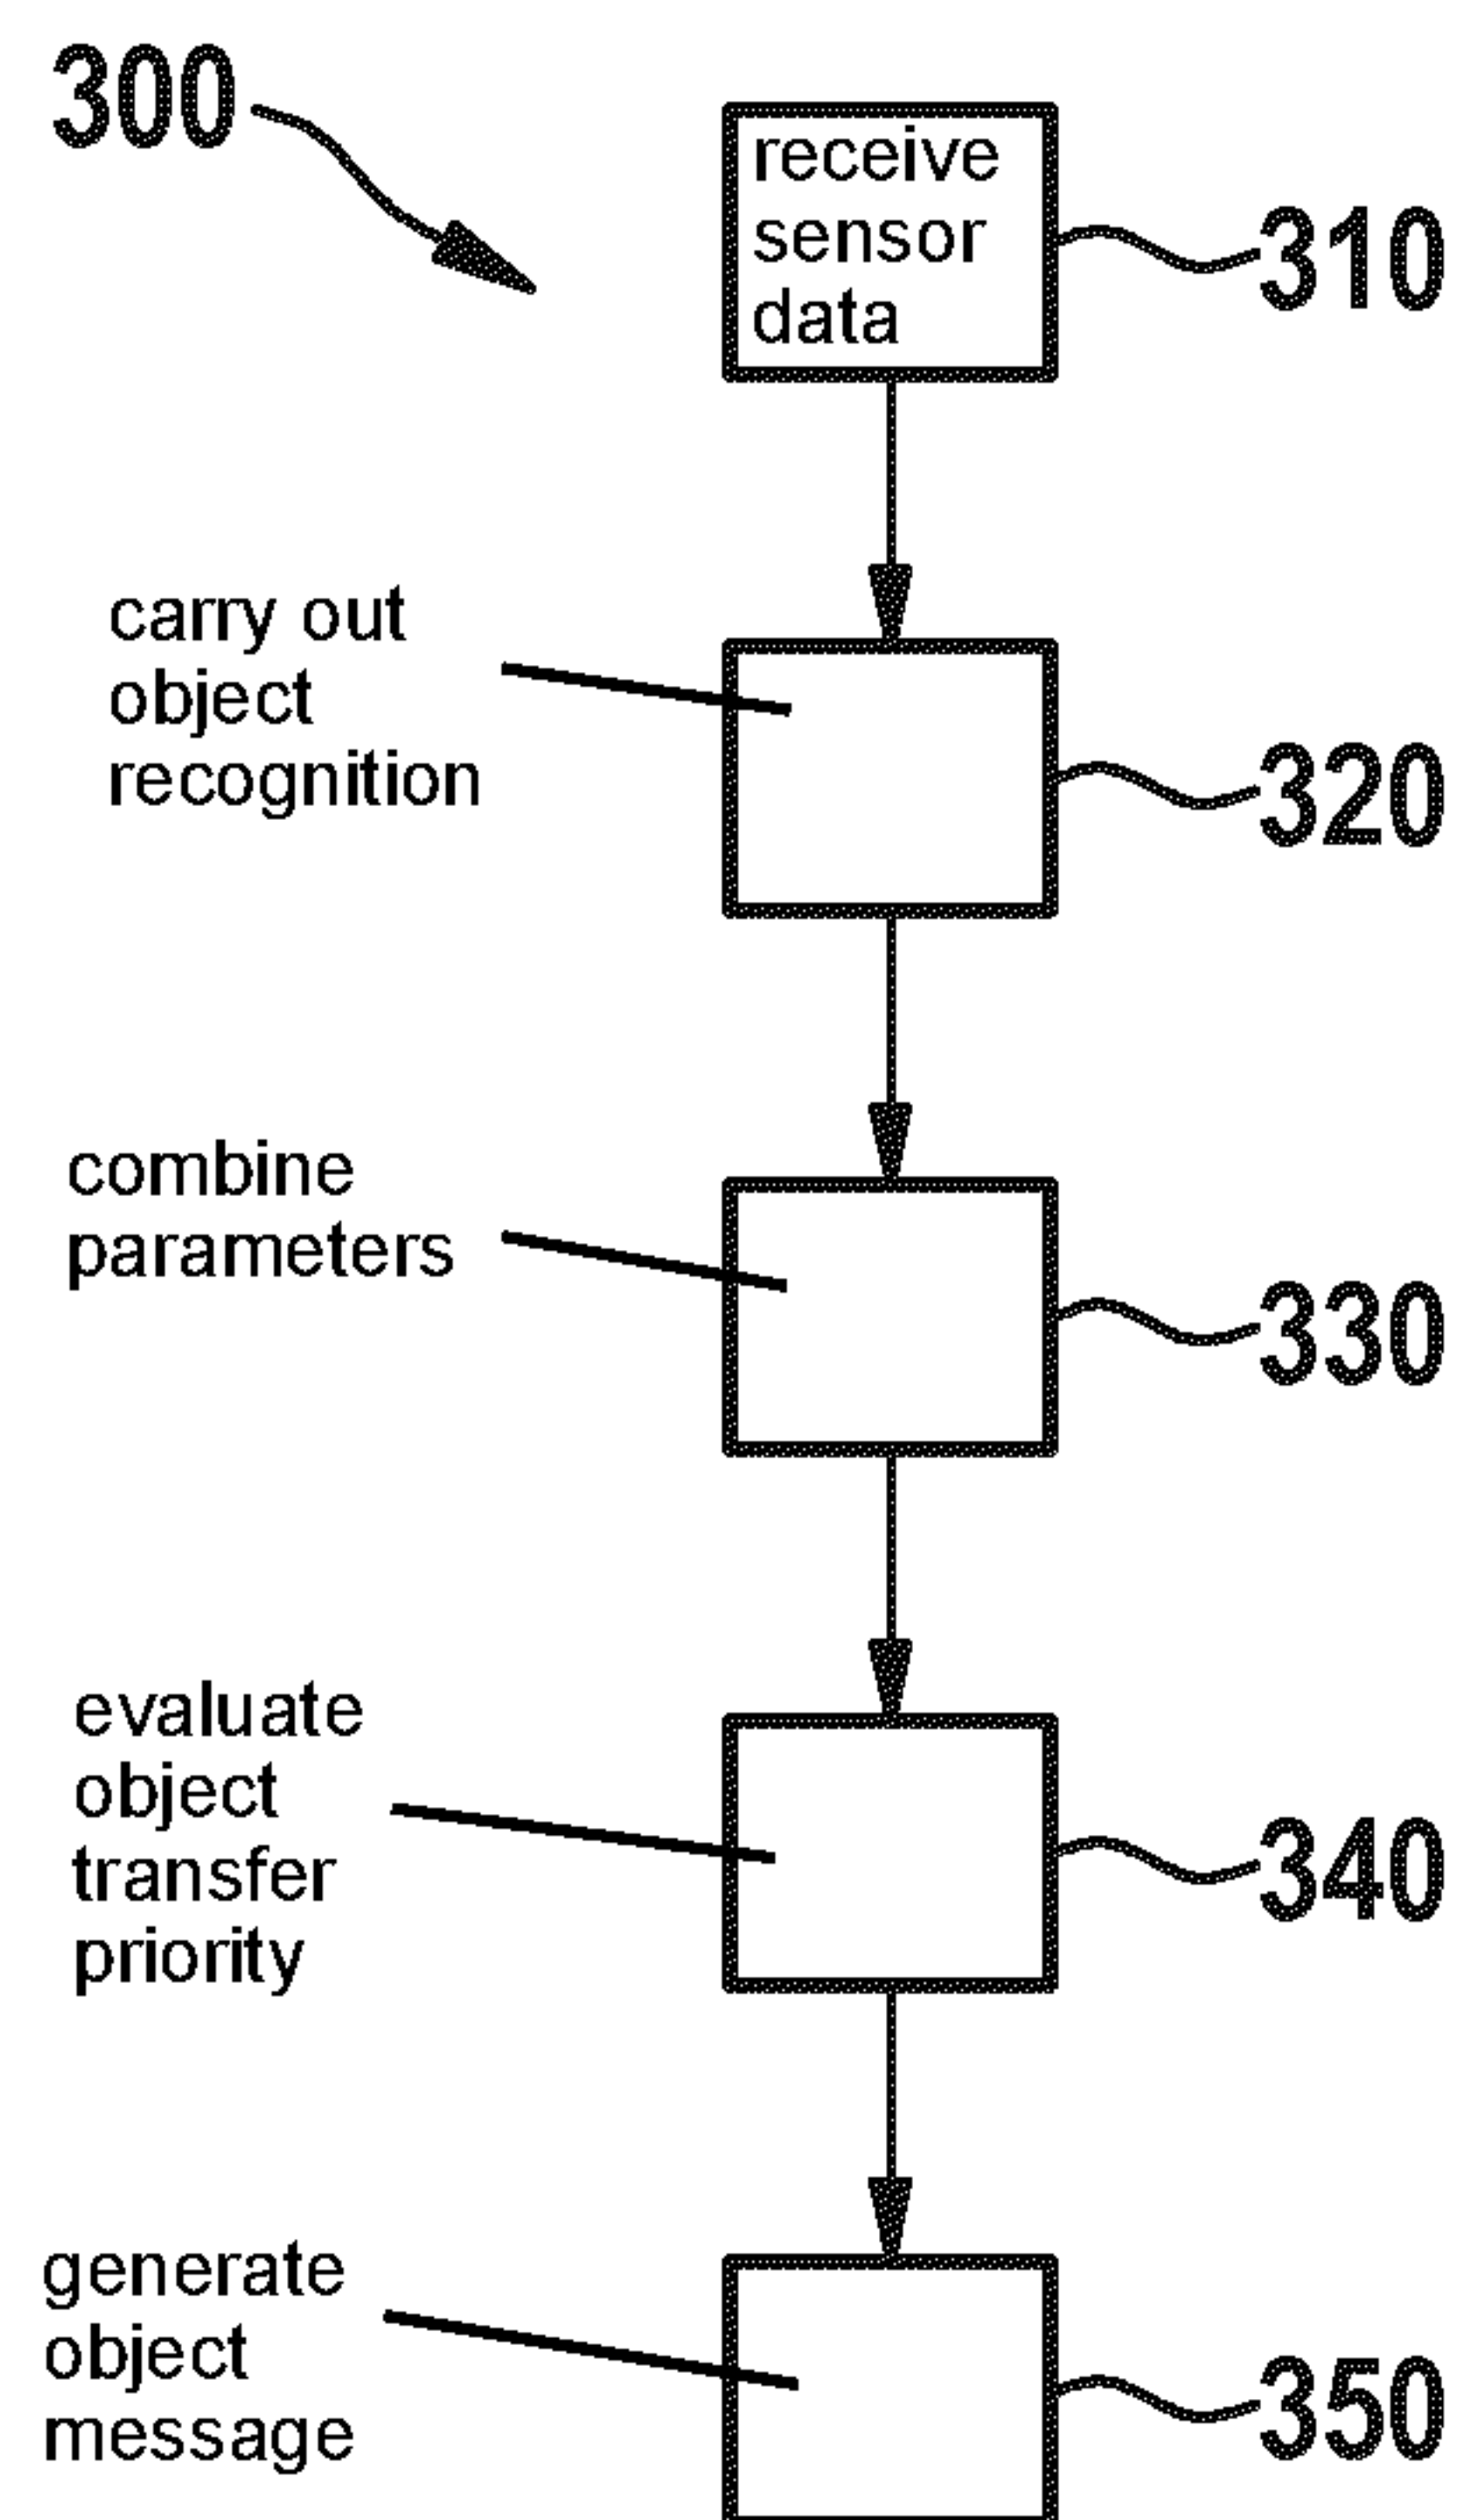 300
receive
sensor
data
310
carry out
object
recognition
320
combine
parameters
330
evaluate
object
transfer
priority
340
generate
object
message
350